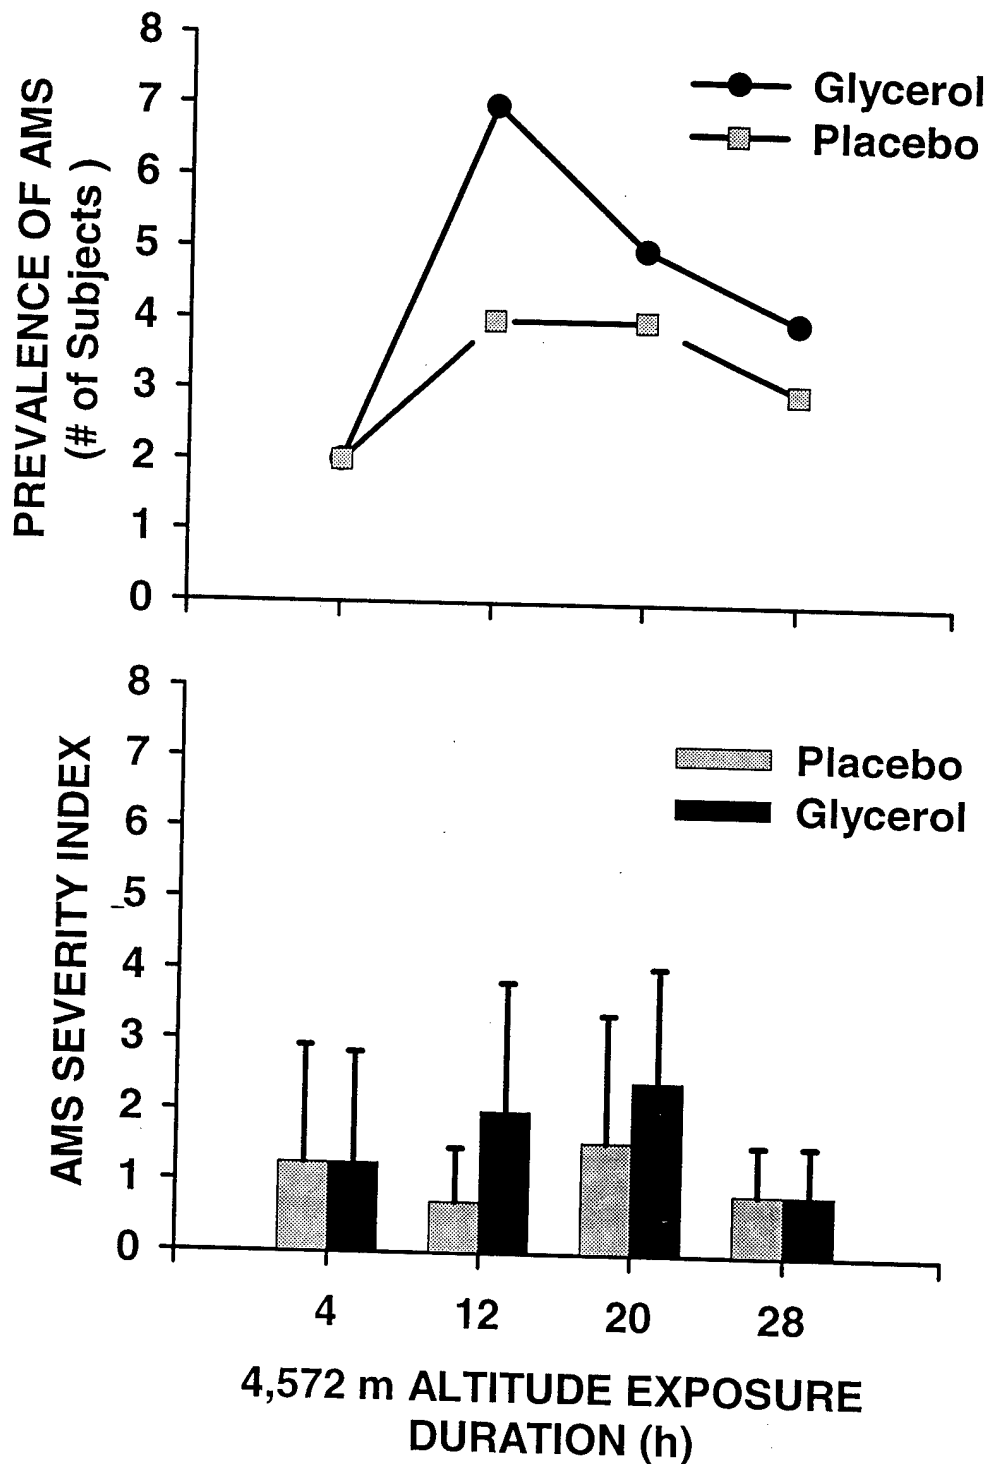 PREVALENCE OF AMS
(# of Subjects )
8
7
6
5
4
3
2
1
0
Glycerol
Placebo
AMS SEVERITY INDEX
8
7
6
5
4
3
2
1
0
Placebo
Glycerol
4 12 20 28
4,572 m ALTITUDE EXPOSURE
DURATION (h)